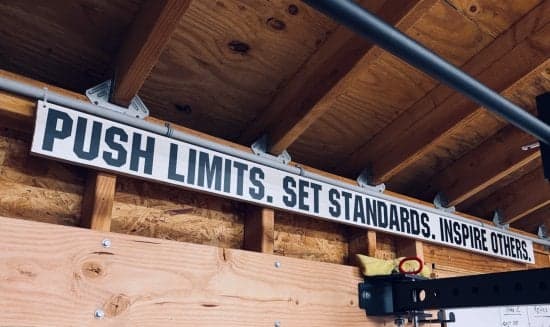 PUSH LIMITS. SET STANDARDS. INSPIRE OTHERS.